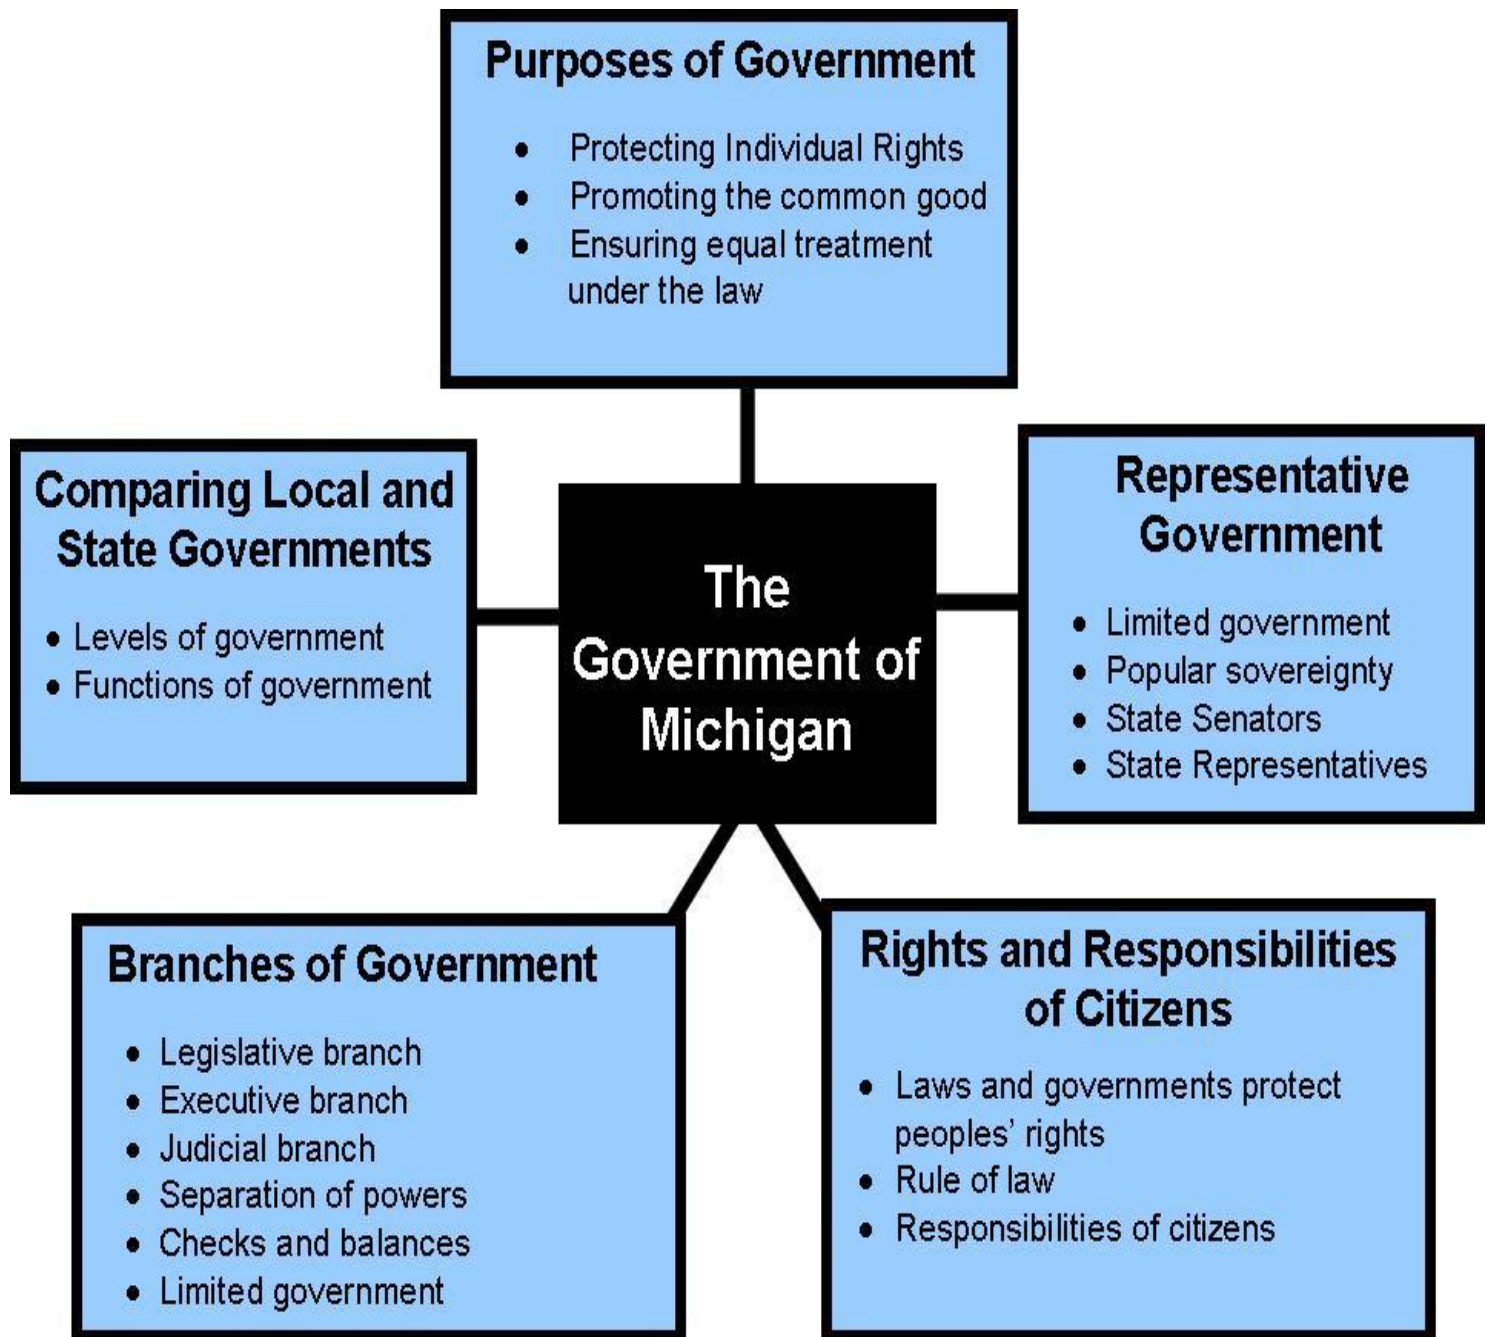 Purposes of Government
• Protecting Individual Rights
• Promoting the common good
• Ensuring equal treatment
under the law
Comparing Local and
State Governments
• Levels of government
• Functions of government
The
Government of
Michigan
Representative
Government
• Limited government
• Popular sovereignty
• State Senators
• State Representatives
Branches of Government
• Legislative branch
• Executive branch
• Judicial branch
• Separation of powers
• Checks and balances
• Limited government
Rights and Responsibilities
of Citizens
• Laws and governments protect
peoples’ rights
• Rule of law
• Responsibilities of citizens